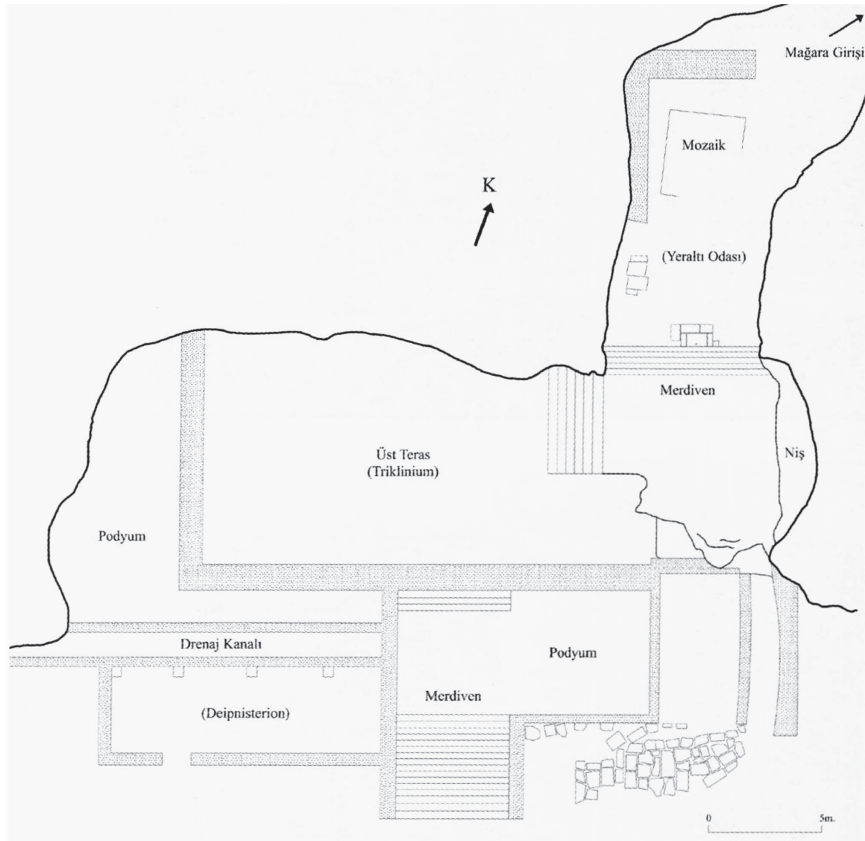 Mağara Girişi
Mozaik
K
(Yeraltı Odası)
Merdiven
Üst Teras
(Triklinium)
Niş
Podyum
Drenaj Kanalı
Podyum
Merdiven
(Deipnisterion)
0 5m.